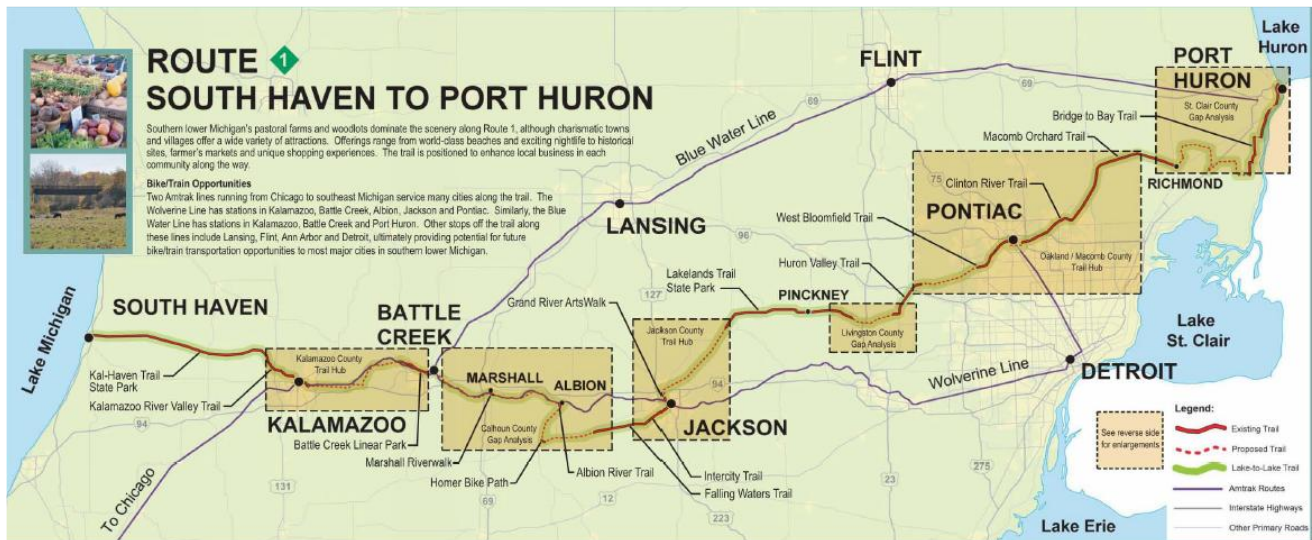 ROUTE 1
SOUTH HAVEN TO PORT HURON
Southern lower Michigan's pastoral farms and woodlots dominate the scenery along Route 1, although charismatic towns
and villages offer a wide variety of attractions. Offerings range from world-class beaches and exciting nightlife to historical
sites, farmer's markets and unique shopping experiences. The trail is positioned to enhance local business in each
community along the way.
Bike/Train Opportunities
Two Amtrak lines running from Chicago to southeast Michigan service many cities along the trail. The
Wolverine Line has stations in Kalamazoo, Battle Creek, Albion, Jackson and Pontiac. Similarly, the Blue
Water Line has stations in Kalamazoo, Battle Creek and Port Huron. Other stops off the trail along
these lines include Lansing, Flint, Ann Arbor and Detroit, ultimately providing potential for future
bike/train transportation opportunities to most major cities in southern lower Michigan.
Lake
Huron
PORT
HURON
St. Clair County
Gap Analysis
Bridge to Bay Trail
Macomb Orchard Trail
RICHMOND
FLINT
69
69
Blue Water Line
LANSING
96
75
Clinton River Trail
PONTIAC
West Bloomfield Trail
Oakland / Macomb County
Trail Hub
Huron Valley Trail
Lakelands Trail
State Park
PINCKNEY
Livingston County
Gap Analysis
Grand River ArtsWalk
127
Jackson County
Trail Hub
94
JACKSON
Wolverine Line
DETROIT
Lake
St. Clair
Lake Michigan
SOUTH HAVEN
Kal-Haven Trail
State Park
Kalamazoo River Valley Trail
94
Kalamazoo County
Trail Hub
KALAMAZOO
BATTLE
CREEK
Battle Creek Linear Park
MARSHALL
ALBION
Calhoun County
Gap Analysis
Marshall Riverwalk
Homer Bike Path
Albion River Trail
Intercity Trail
Falling Waters Trail
To Chicago
131
69
12
223
23
275
Lake Erie
See reverse side
for enlargements
Legend:
Existing Trail
Proposed Trail
Lake-to-Lake Trail
Amtrak Routes
Interstate Highways
Other Primary Roads